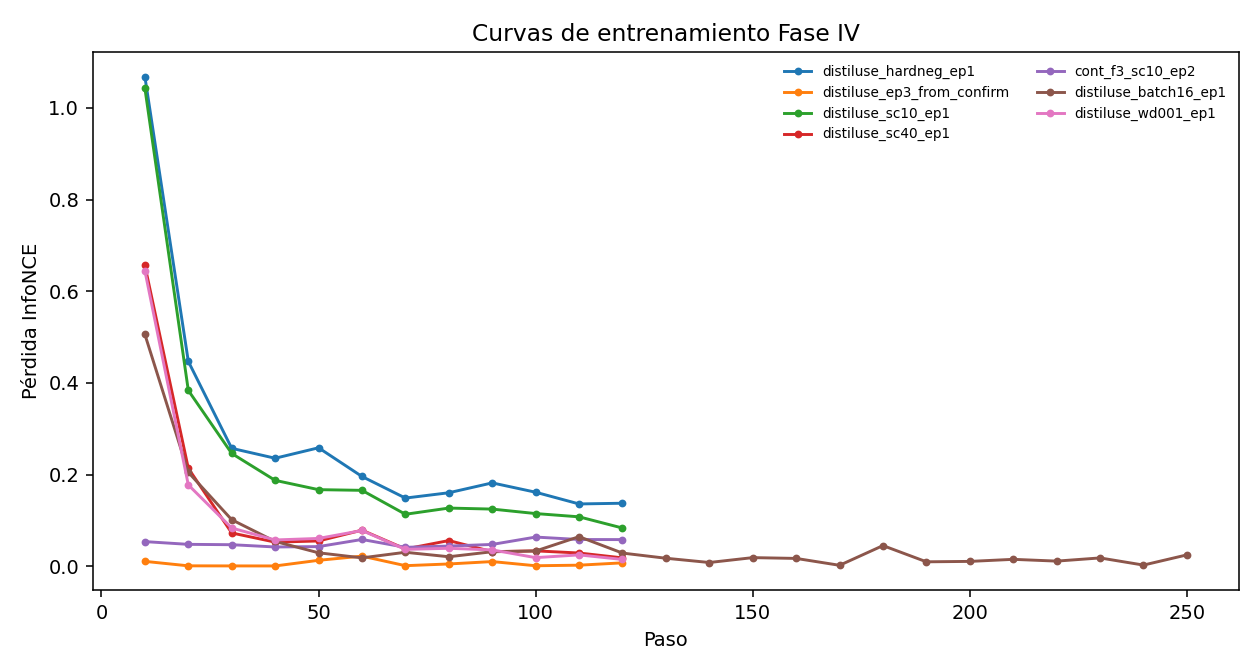 Curvas de entrenamiento Fase IV
distiluse_hardneg_ep1
distiluse_ep3_from_confirm
distiluse_sc10_ep1
distiluse_sc40_ep1
cont_f3_sc10_ep2
distiluse_batch16_ep1
distiluse_wd001_ep1
Pérdida InfoNCE
1.0
0.8
0.6
0.4
0.2
0.0
0
50
100
150
200
250
Paso